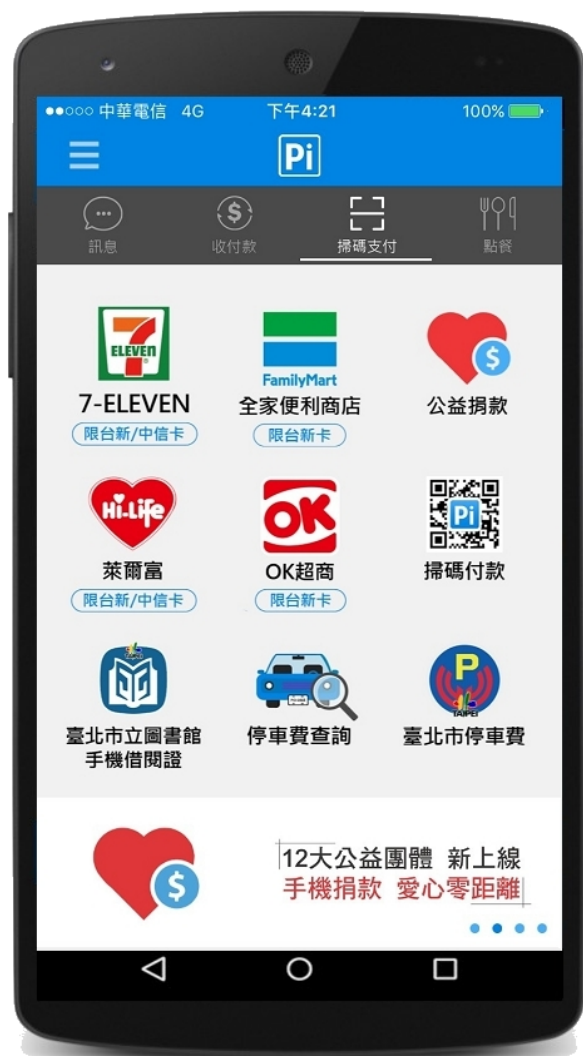 中華電信 4G 下午4:21 100%
Pi
訊息 收付款 掃碼支付 點餐
7 ELEVEN FamilyMart
7-ELEVEN 全家便利商店 公益捐款
限台新/中信卡 限台新卡
Hi-Life OK Pi
萊爾富 OK超商 掃碼付款
限台新/中信卡 限台新卡
TAIPEI P TAIPEI
臺北市立圖書館 停車費查詢 臺北市停車費
手機借閱證
12大公益團體 新上線
手機捐款 愛心零距離